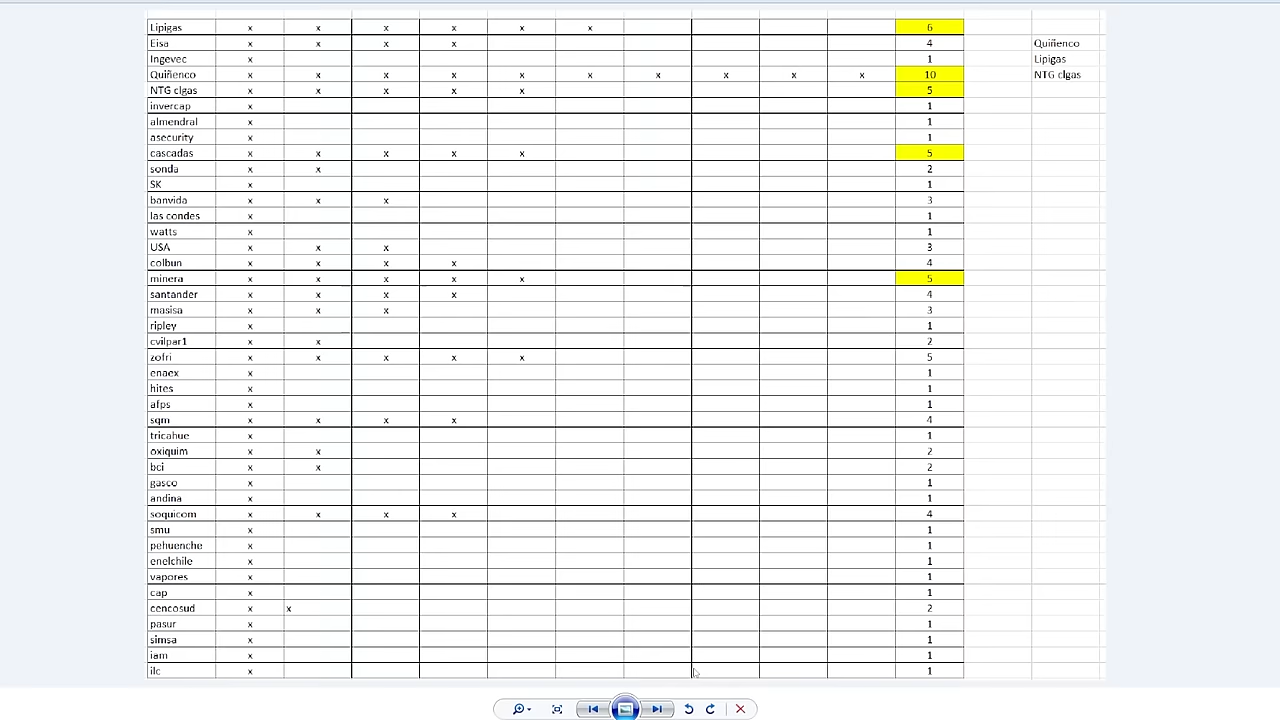 Lipigas x x x x x x 6
Eisa x x x x 4 Quiñenco
Ingevec x 1 Lipigas
Quiñenco x x x x x x x x x x 10 NTG clgas
NTG clgas x x x x x 5
invercap x 1
almendral x 1
asecurity x 1
cascadas x x x x x 5
sonda x x 2
SK x 1
banvida x x x 3
las condes x 1
watts x 1
USA x x x 3
colbun x x x x 4
minera x x x x x 5
santander x x x x 4
masisa x x x 3
ripley x 1
cvilpar1 x x 2
zofri x x x x x 5
enaex x 1
hites x 1
afps x 1
sqm x x x x 4
tricahue x 1
oxiquim x x 2
bci x x 2
gasco x 1
andina x 1
soquicom x x x x 4
smu x 1
pehuenche x 1
enelchile x 1
vapores x 1
cap x 1
cencosud x x 2
pasur x 1
simsa x 1
iam x 1
ilc x 1